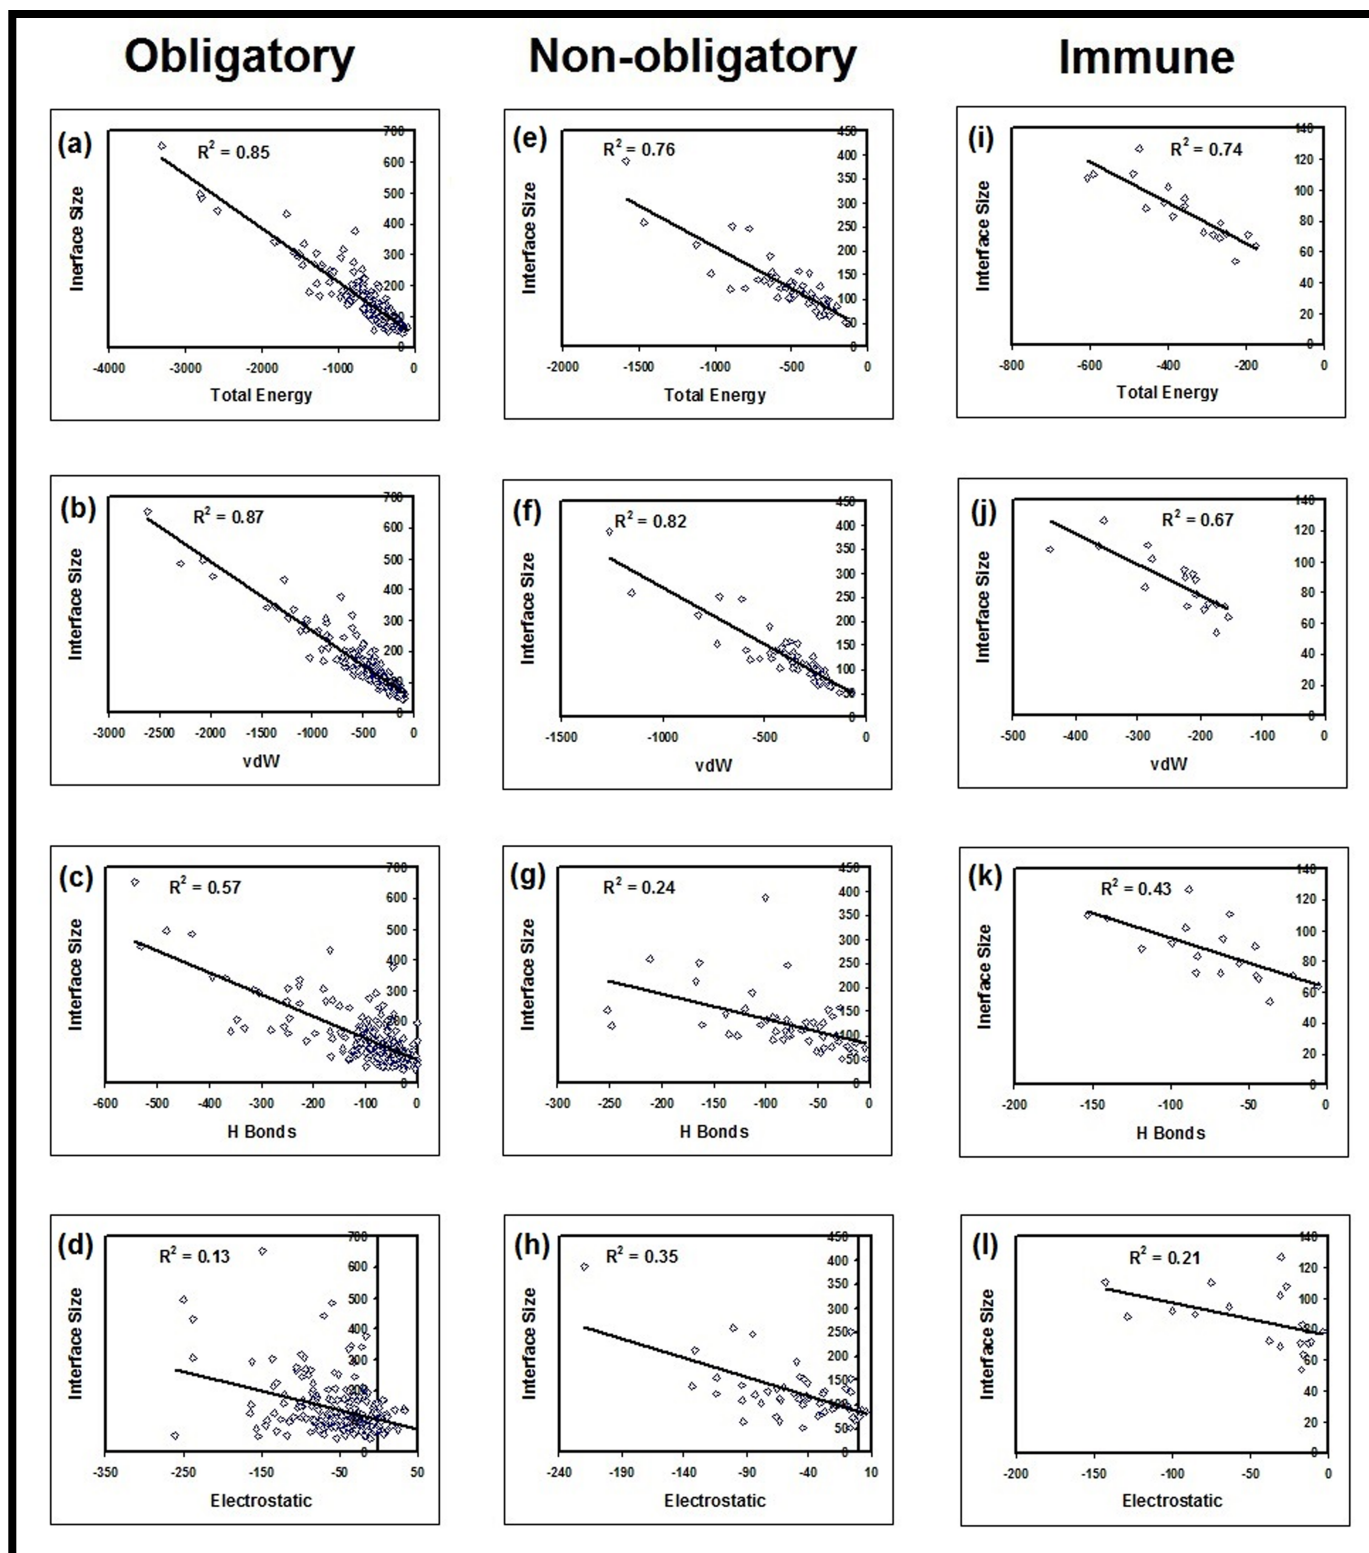 Obligatory Non-obligatory Immune
(a)
R² = 0.85
Inerface Size
700
600
500
400
300
200
100
0
-4000 -3000 -2000 -1000 0
Total Energy
(e)
R² = 0.76
Interface Size
450
400
350
300
250
200
150
100
50
0
-2000 -1500 -1000 -500 0
Total Energy
(i)
R² = 0.74
Interface Size
140
120
100
80
60
40
20
0
-800 -600 -400 -200 0
Total Energy
(b)
R² = 0.87
Interface Size
700
600
500
400
300
200
100
0
-3000 -2500 -2000 -1500 -1000 -500 0
vdW
(f)
R² = 0.82
Interface Size
450
400
350
300
250
200
150
100
50
0
-1500 -1000 -500 0
vdW
(j)
R² = 0.67
Interface Size
140
120
100
80
60
40
20
0
-500 -400 -300 -200 -100 0
vdW
(c)
R² = 0.57
Interface Size
700
600
500
400
300
200
100
0
-600 -500 -400 -300 -200 -100 0
H Bonds
(g)
R² = 0.24
Interface Size
450
400
350
300
250
200
150
100
50
0
-300 -250 -200 -150 -100 -50 0
H Bonds
(k)
R² = 0.43
Inerface Size
140
120
100
80
60
40
20
0
-200 -150 -100 -50 0
H Bonds
(d)
R² = 0.13
Interface Size
700
600
500
400
300
200
100
0
-350 -250 -150 -50 50
Electrostatic
(h)
R² = 0.35
Interface Size
450
400
350
300
250
200
150
100
50
0
-240 -190 -140 -90 -40 10
Electrostatic
(l)
R² = 0.21
Interface Size
140
120
100
80
60
40
20
0
-200 -150 -100 -50 0
Electrostatic